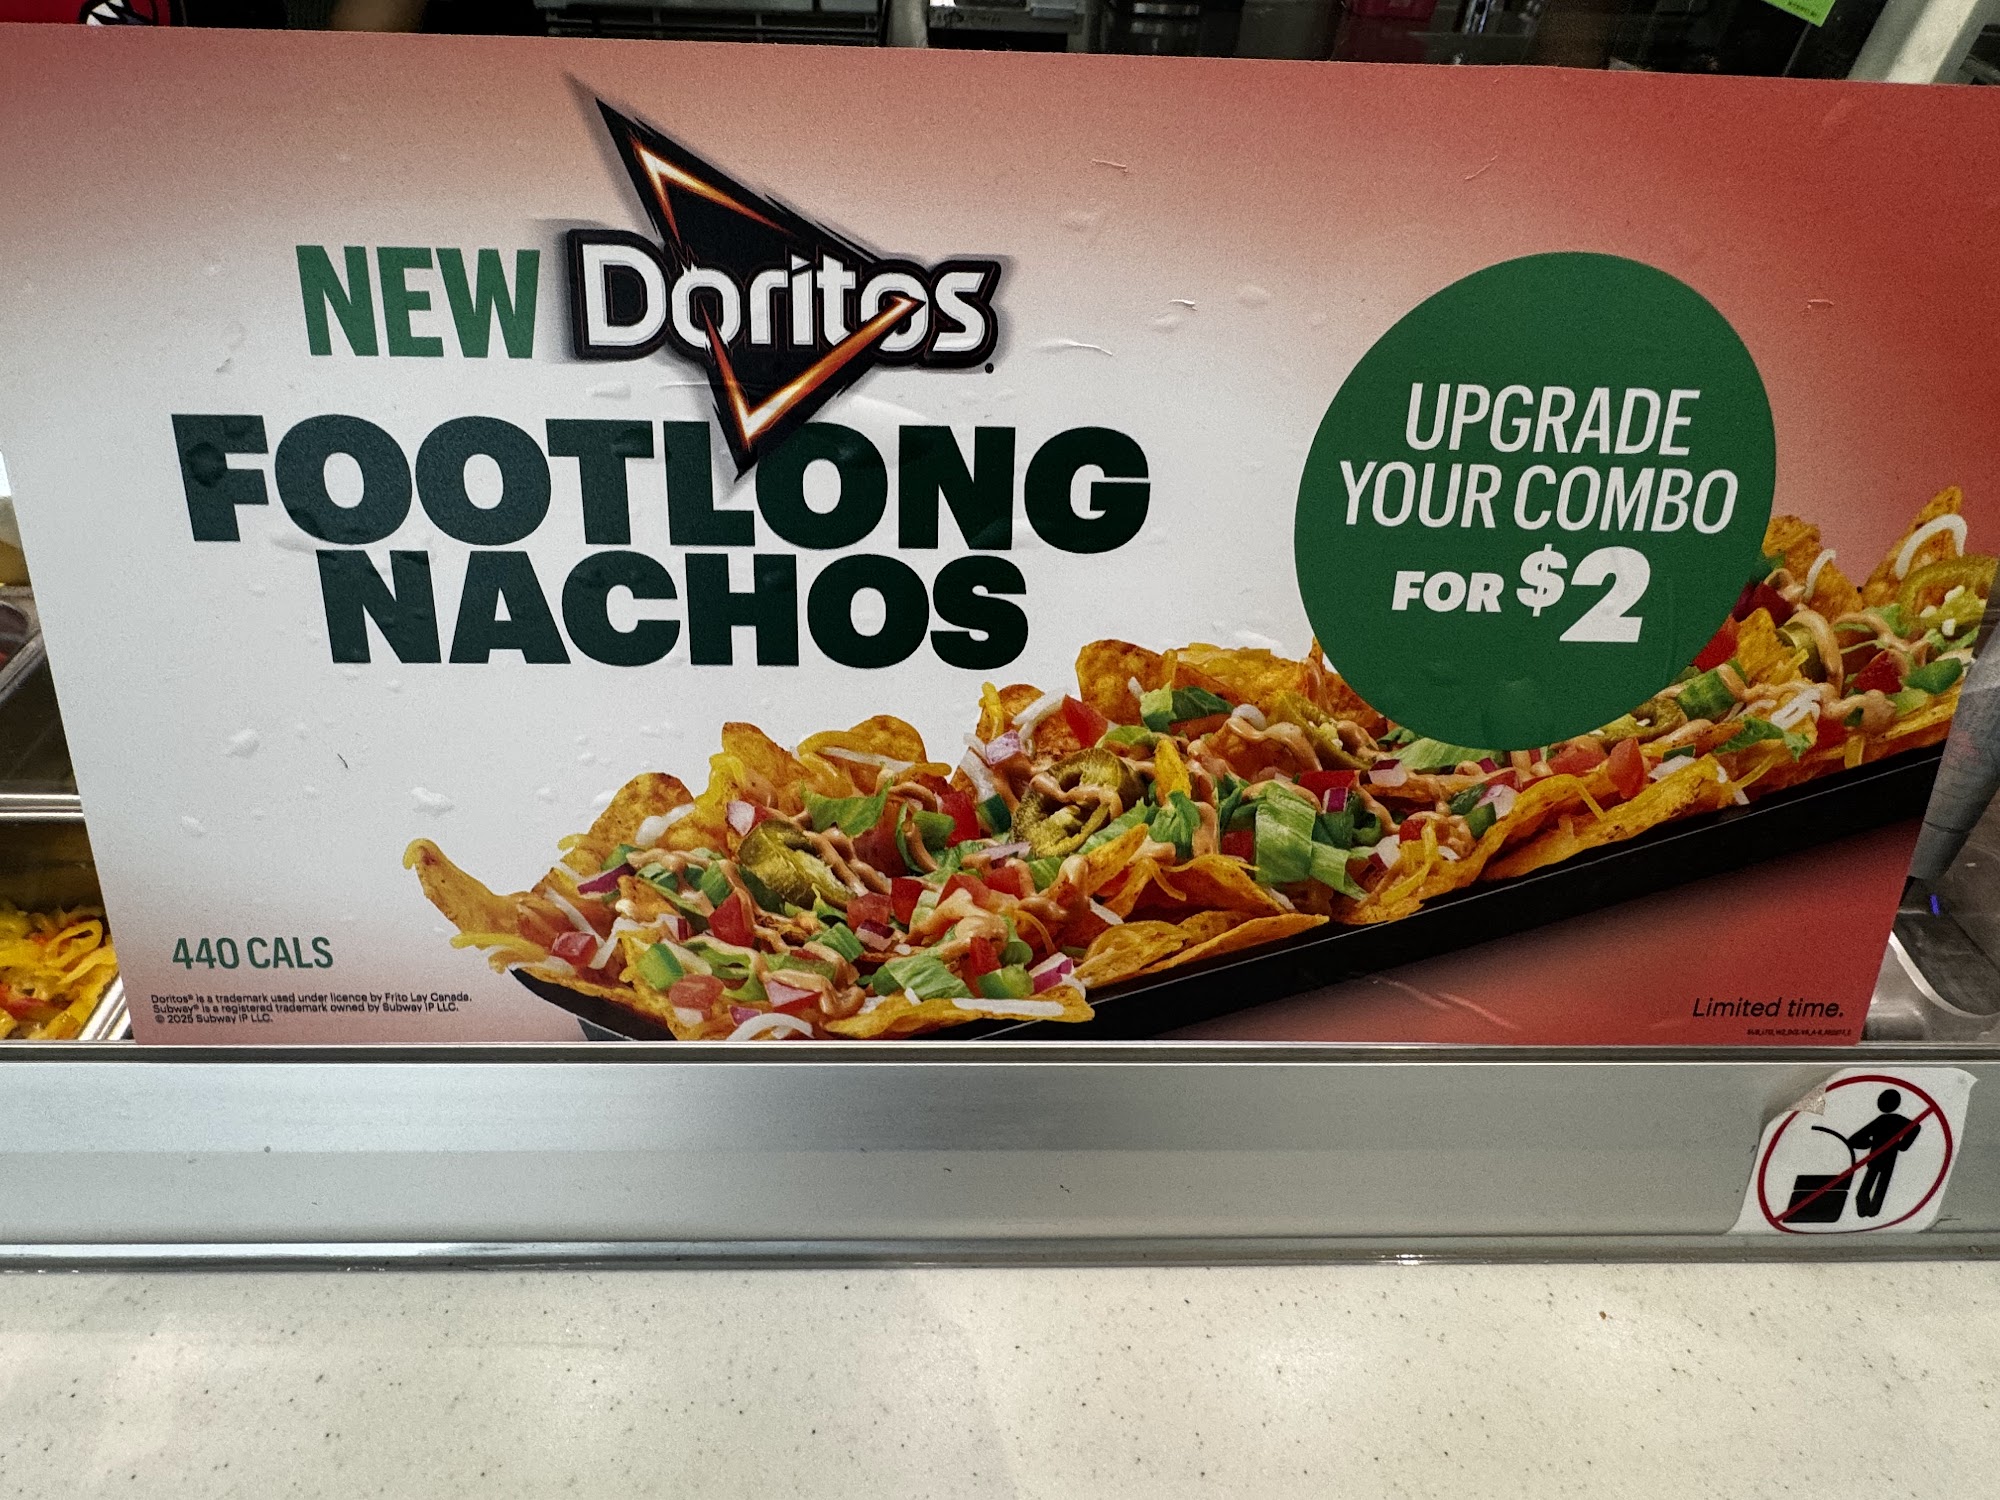 NEW Doritos
FOOTLONG
NACHOS
UPGRADE
YOUR COMBO
FOR $2
440 CALS
Doritos® is a trademark used under licence by Frito Lay Canada.
Subway® is a registered trademark owned by Subway IP LLC.
© 2025 Subway IP LLC.
Limited time.